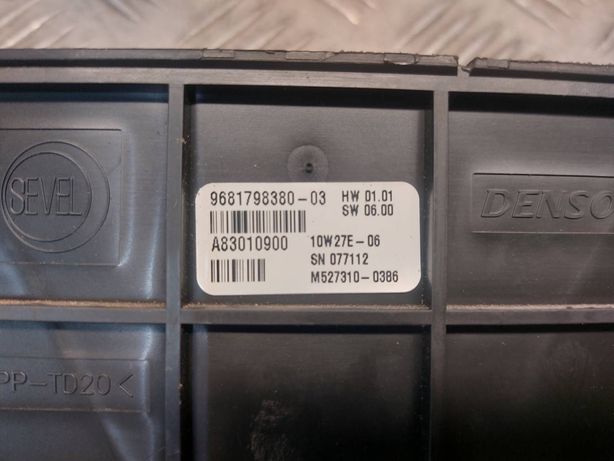 SEVEL
9681798380-03 HW 01.01
SW 06.00
A83010900 10W27E-06
SN 077112
M527310-0386
DENSO
PP-TD20<